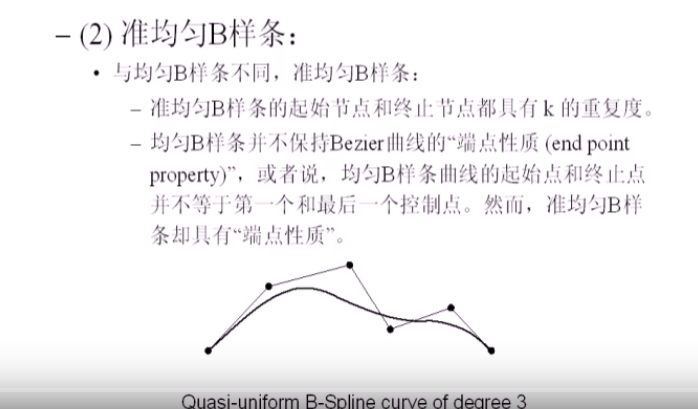 – (2) 准均匀B样条：
• 与均匀B样条不同，准均匀B样条：
– 准均匀B样条的起始节点和终止节点都具有 k 的重复度。
– 均匀B样条并不保持Bezier曲线的“端点性质 (end point
property)”，或者说，均匀B样条曲线的起始点和终止点
并不等于第一个和最后一个控制点。然而，准均匀B样
条却具有“端点性质”。
Quasi-uniform B-Spline curve of degree 3